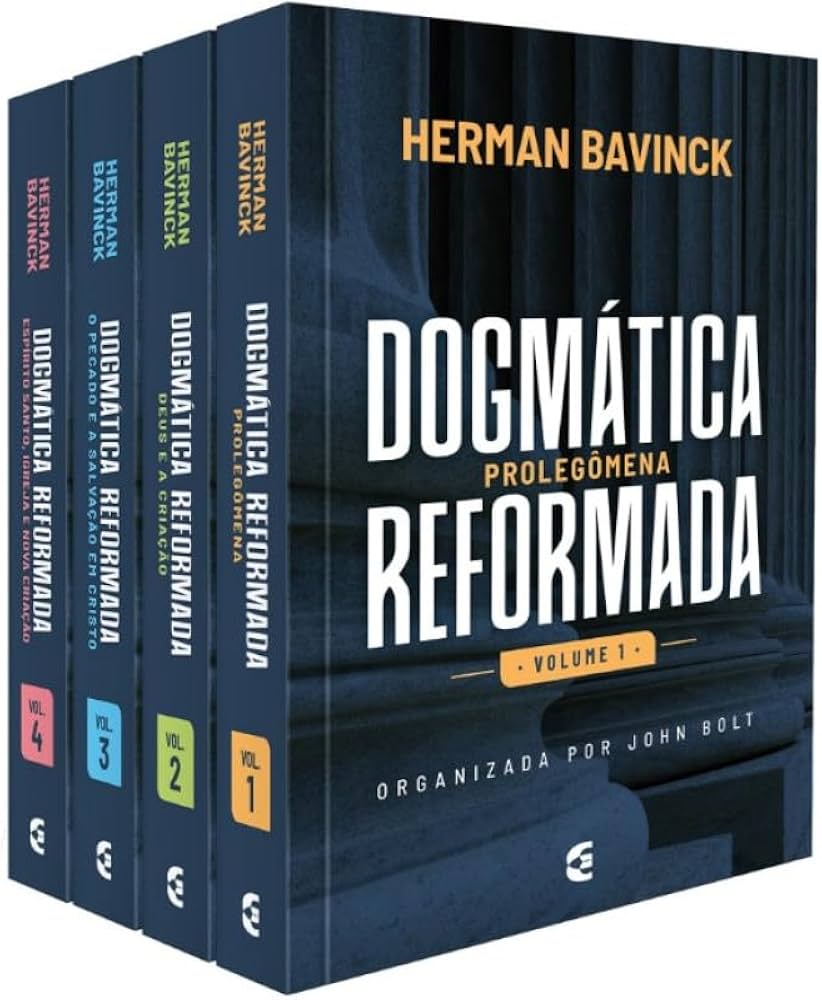 HERMAN BAVINCK
DOGMÁTICA REFORMADA
ESPÍRITO SANTO, IGREJA E NOVA CRIAÇÃO
VOL. 4
HERMAN BAVINCK
DOGMÁTICA REFORMADA
O PECADO E A SALVAÇÃO EM CRISTO
VOL. 3
HERMAN BAVINCK
DOGMÁTICA REFORMADA
DEUS E A CRIAÇÃO
VOL. 2
HERMAN BAVINCK
DOGMÁTICA REFORMADA
PROLEGÔMENA
VOL. 1
HERMAN BAVINCK
DOGMÁTICA
PROLEGÔMENA
REFORMADA
· VOLUME 1 ·
ORGANIZADA POR JOHN BOLT